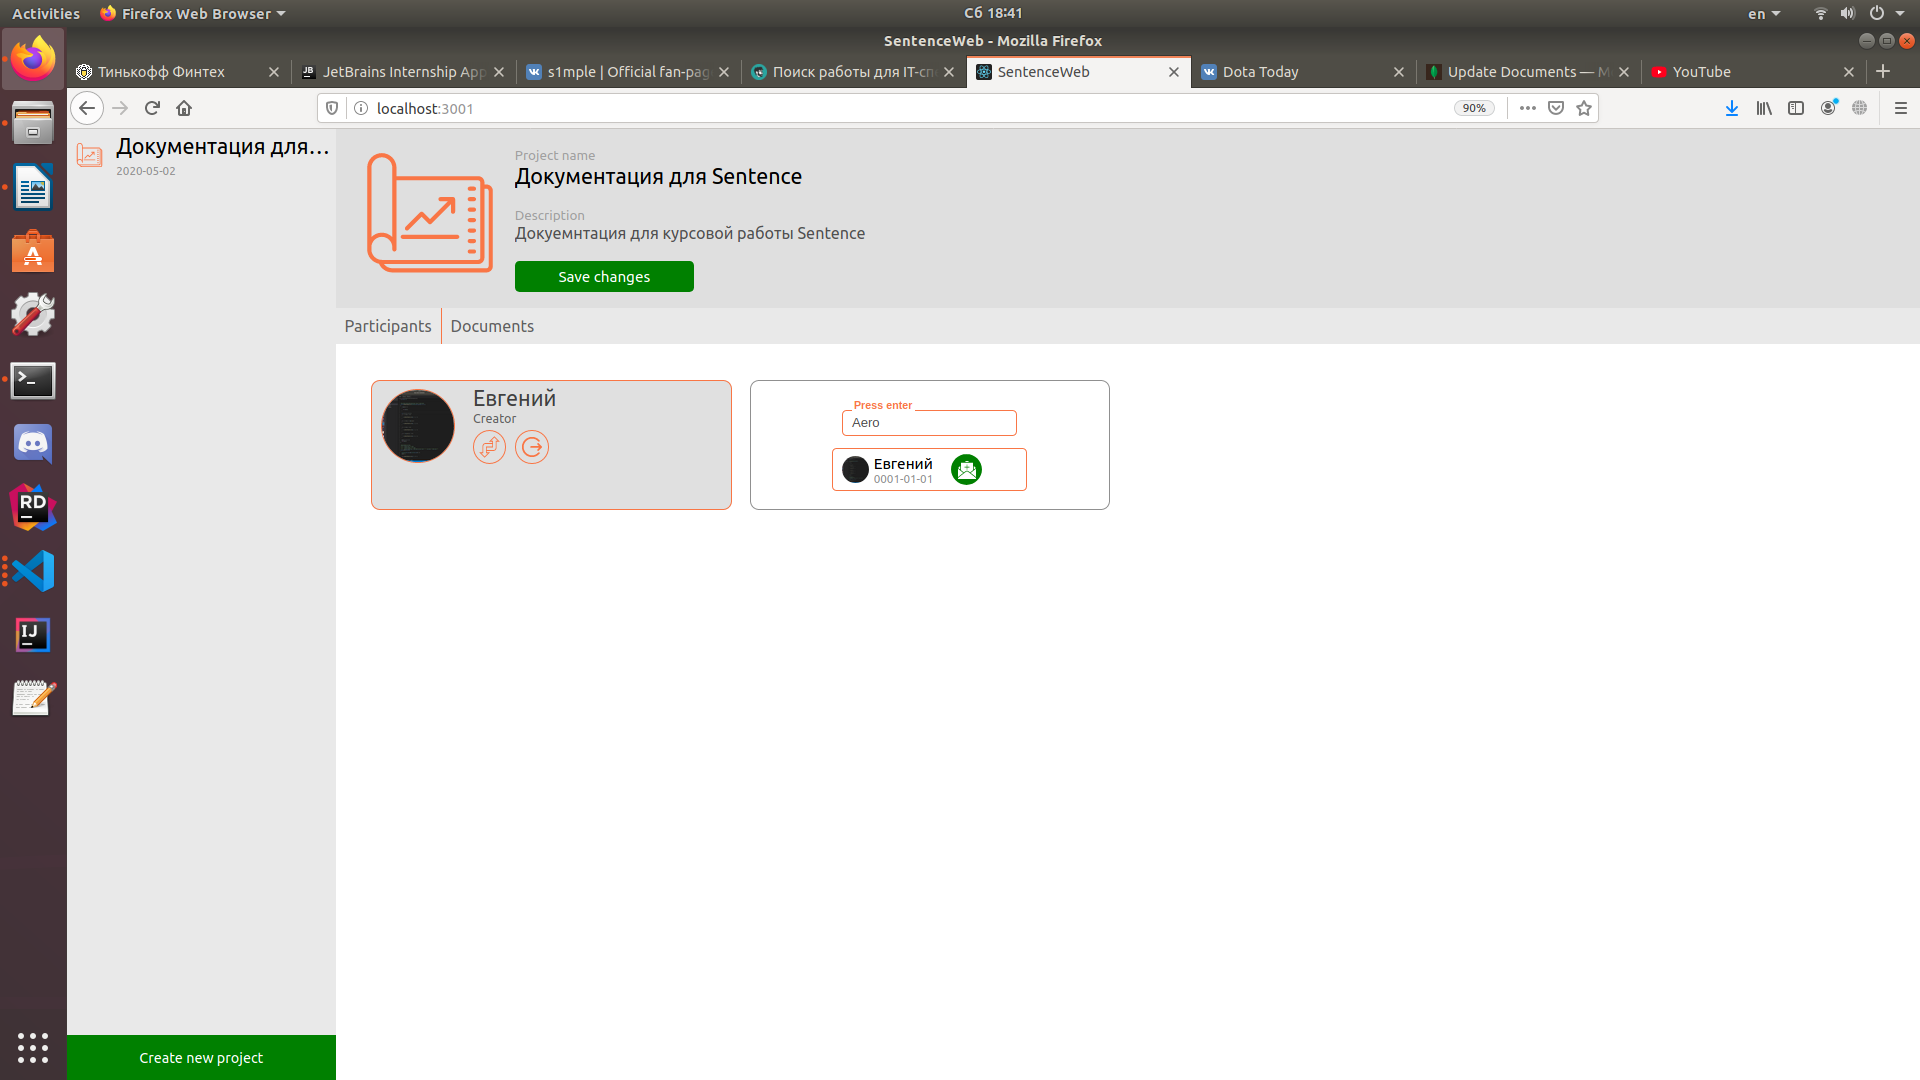 Activities
Firefox Web Browser
Сб 18:41
en
SentenceWeb - Mozilla Firefox
Тинькофф Финтех
JetBrains Internship App
s1mple | Official fan-pag
Поиск работы для IT-сп
SentenceWeb
Dota Today
Update Documents — M
YouTube
localhost:3001
90%
Документация для...
2020-05-02
Project name
Документация для Sentence
Description
Докуемнтация для курсовой работы Sentence
Save changes
Participants
Documents
Евгений
Creator
Press enter
Aero
Евгений
0001-01-01
Create new project